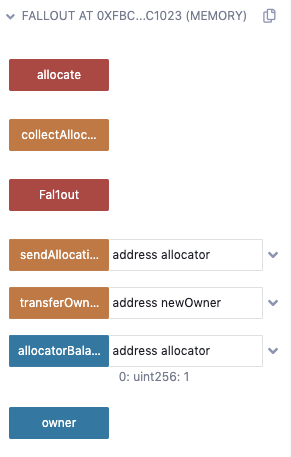 FALLOUT AT 0XFBC...C1023 (MEMORY)
allocate
collectAlloc...
Fal1out
sendAllocati... address allocator
transferOwn... address newOwner
allocatorBala... address allocator
0: uint256: 1
owner